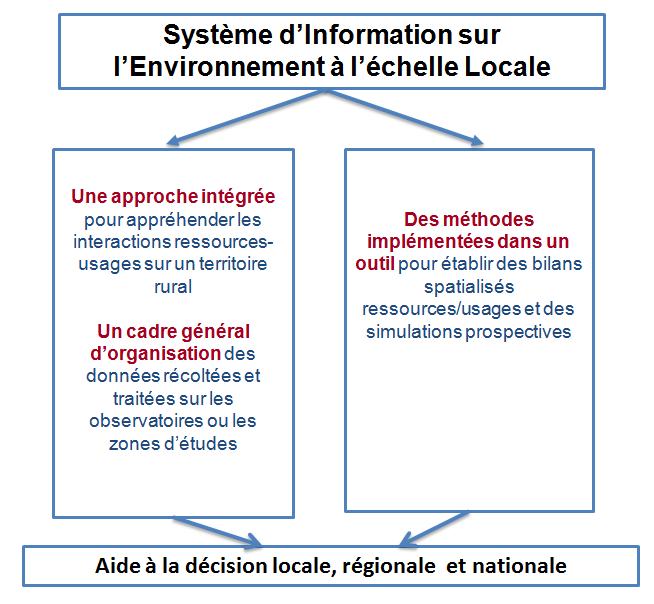 Système d’Information sur
l’Environnement à l’échelle Locale
Une approche intégrée
pour appréhender les
interactions ressources-
usages sur un territoire
rural
Un cadre général
d’organisation des
données récoltées et
traitées sur les
observatoires ou les
zones d’études
Des méthodes
implémentées dans un
outil pour établir des bilans
spatialisés
ressources/usages et des
simulations prospectives
Aide à la décision locale, régionale et nationale